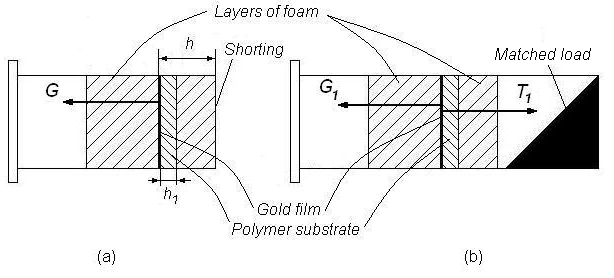 Layers of foam
h
Shorting
Matched load
G
G1
T1
h1
Gold film
Polymer substrate
(a)
(b)